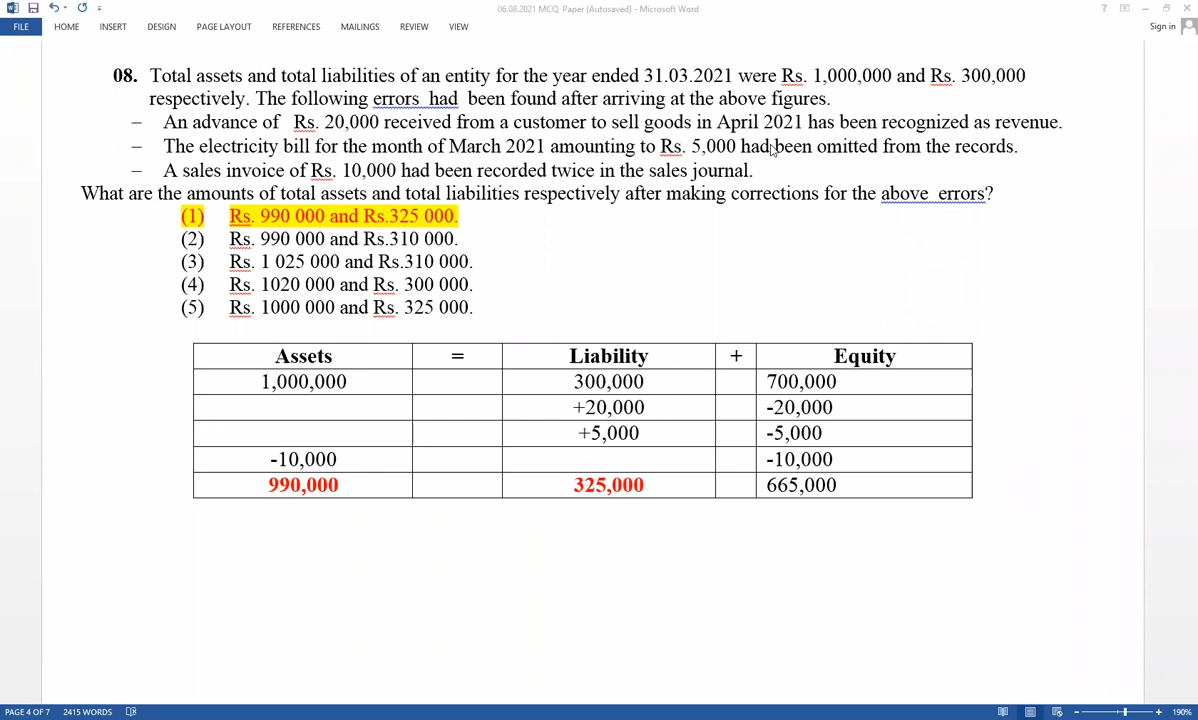 06.08.2021 MCQ Paper (Autosaved) - Microsoft Word
?
FILE HOME INSERT DESIGN PAGE LAYOUT REFERENCES MAILINGS REVIEW VIEW Sign in
08. Total assets and total liabilities of an entity for the year ended 31.03.2021 were Rs. 1,000,000 and Rs. 300,000
respectively. The following errors had been found after arriving at the above figures.
– An advance of Rs. 20,000 received from a customer to sell goods in April 2021 has been recognized as revenue.
– The electricity bill for the month of March 2021 amounting to Rs. 5,000 had been omitted from the records.
– A sales invoice of Rs. 10,000 had been recorded twice in the sales journal.
What are the amounts of total assets and total liabilities respectively after making corrections for the above errors?
(1) Rs. 990 000 and Rs.325 000.
(2) Rs. 990 000 and Rs.310 000.
(3) Rs. 1 025 000 and Rs.310 000.
(4) Rs. 1020 000 and Rs. 300 000.
(5) Rs. 1000 000 and Rs. 325 000.
Assets = Liability + Equity
1,000,000 300,000 700,000
+20,000 -20,000
+5,000 -5,000
-10,000 -10,000
990,000 325,000 665,000
PAGE 4 OF 7 2415 WORDS 190%